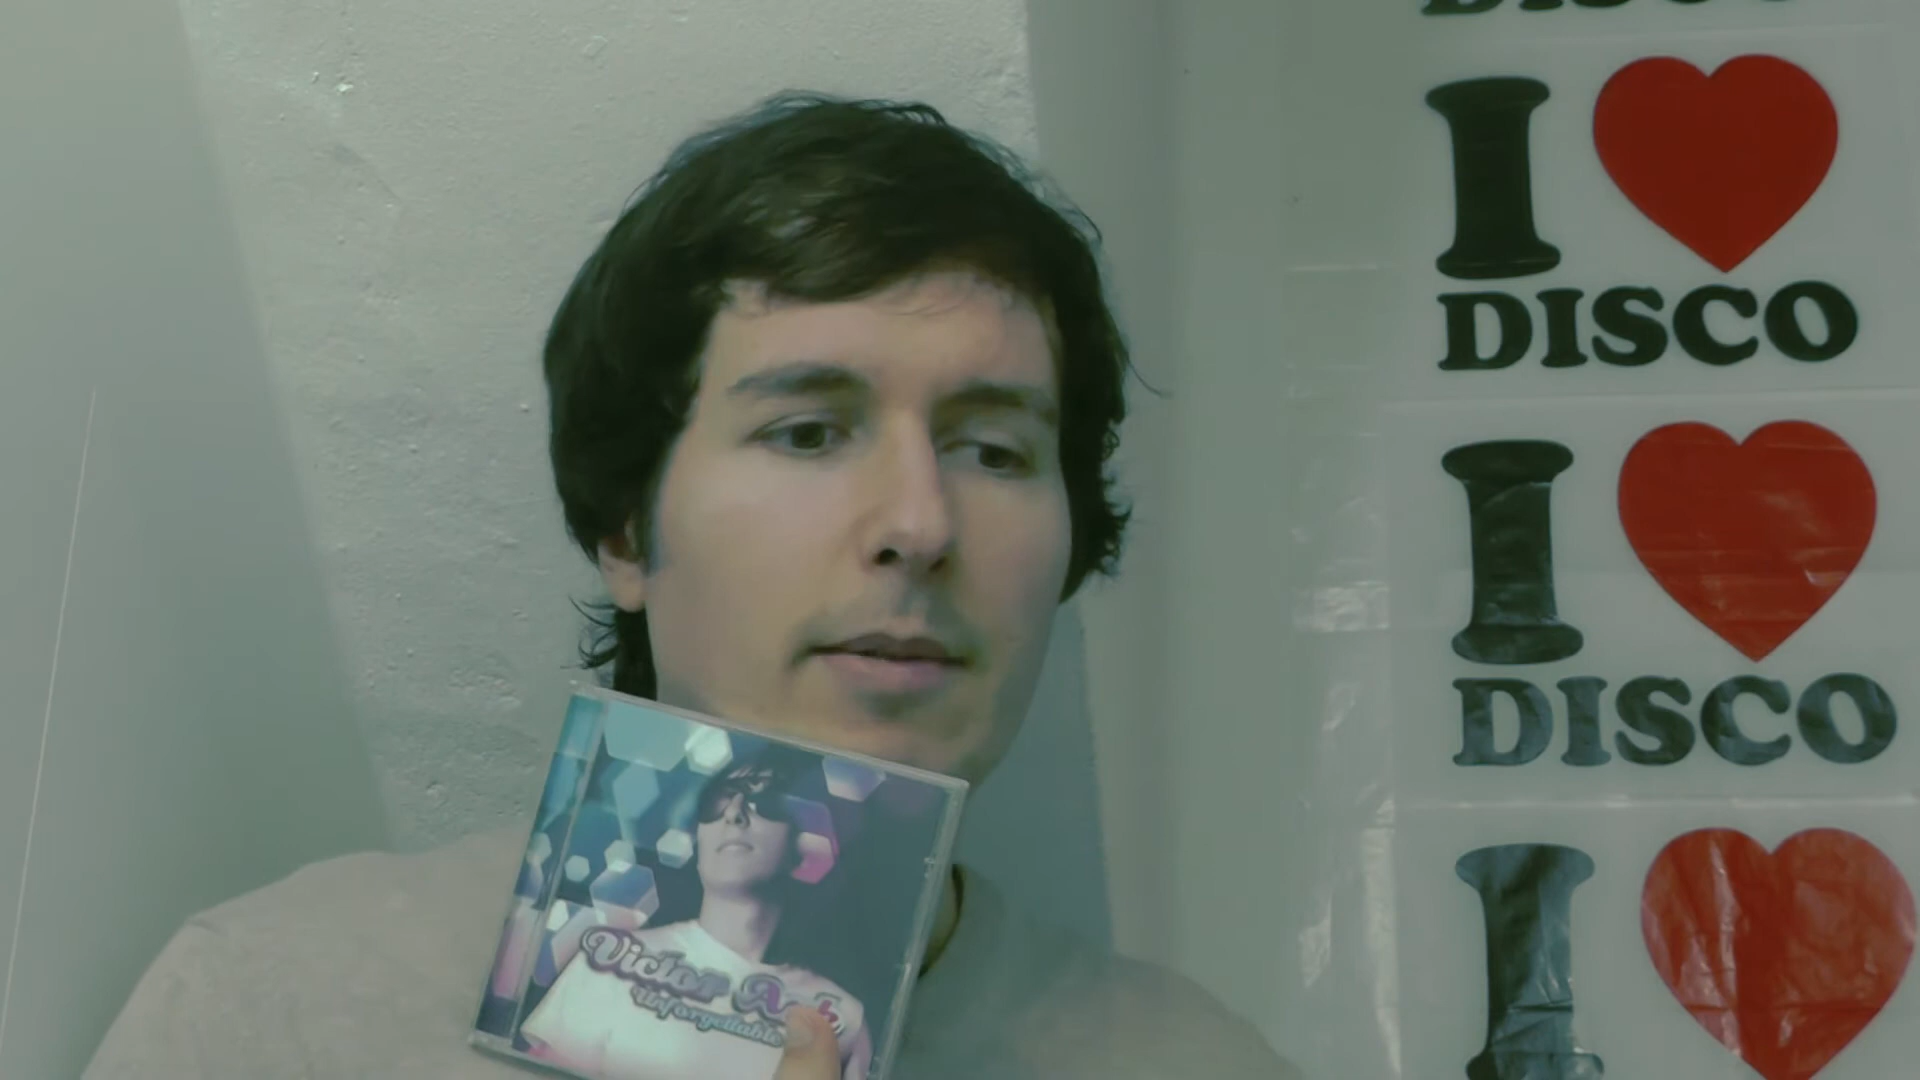 DISCO
I ♥
DISCO
I ♥
DISCO
I ♥
Victor
Unforgettable